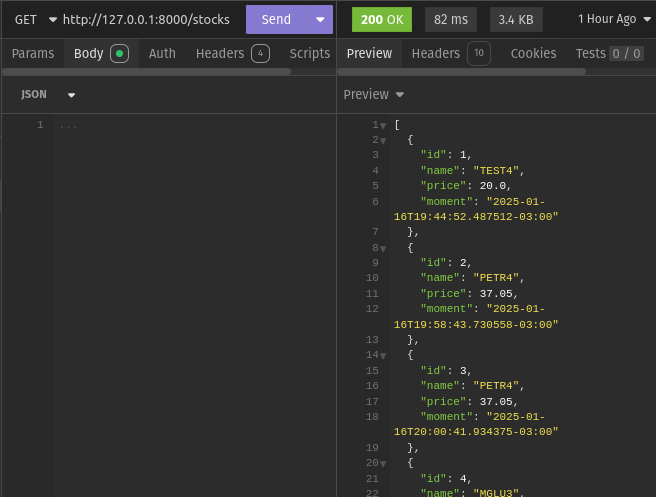 GET http://127.0.0.1:8000/stocks Send 200 OK 82 ms 3.4 KB 1 Hour Ago
Params Body Auth Headers 4 Scripts Preview Headers 10 Cookies Tests 0 / 0
JSON Preview
1 ...
1 [
2 {
3 "id": 1,
4 "name": "TEST4",
5 "price": 20.0,
6 "moment": "2025-01-
16T19:44:52.487512-03:00"
7 },
8 {
9 "id": 2,
10 "name": "PETR4",
11 "price": 37.05,
12 "moment": "2025-01-
16T19:58:43.730558-03:00"
13 },
14 {
15 "id": 3,
16 "name": "PETR4",
17 "price": 37.05,
18 "moment": "2025-01-
16T20:00:41.934375-03:00"
19 },
20 {
21 "id": 4,
22 "name": "MGLU3",